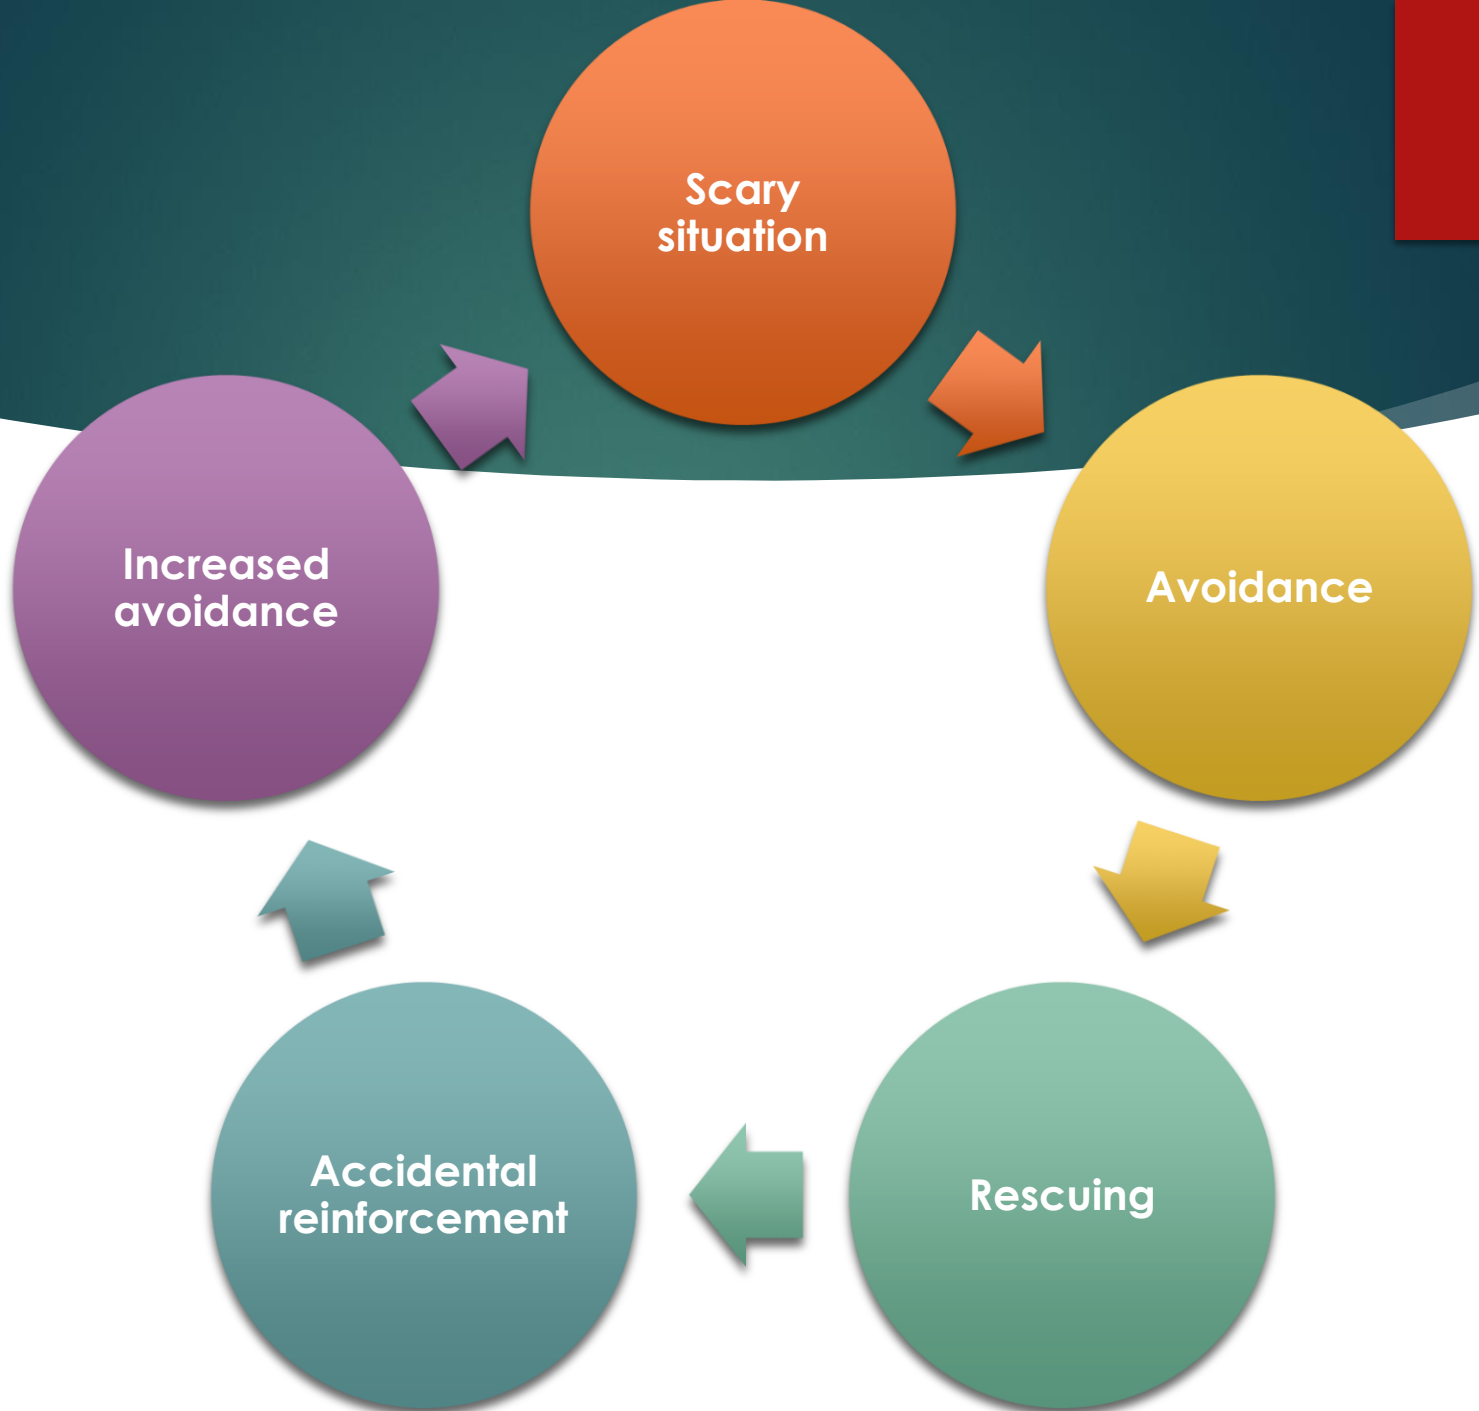 Scary
situation
Avoidance
Rescuing
Accidental
reinforcement
Increased
avoidance